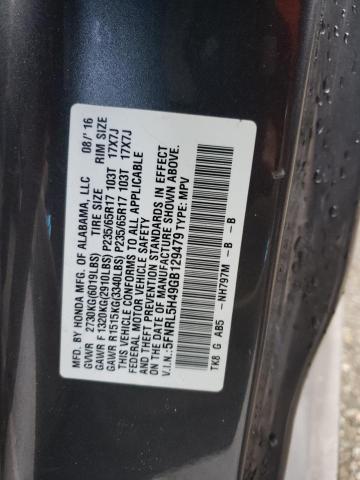 MFD. BY HONDA MFG. OF ALABAMA, LLC 08/'16
GVWR 2730KG(6019LBS) TIRE SIZE RIM SIZE
GAWR F 1320KG(2910LBS) P235/65R17 103T 17X7J
GAWR R1515KG(3340LBS) P235/65R17 103T 17X7J
THIS VEHICLE CONFORMS TO ALL APPLICABLE
FEDERAL MOTOR VEHICLE SAFETY
AND THEFT PREVENTION STANDARDS IN EFFECT
ON THE DATE OF MANUFACTURE SHOWN ABOVE.
V.I.N.: 5FNRL5H49GB129479 TYPE: MPV
TK8 G AB5 -NH797M -B -B